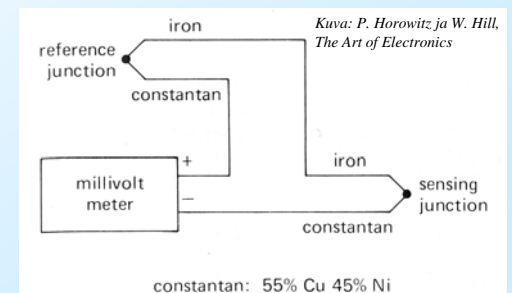 iron
Kuva: P. Horowitz ja W. Hill,
The Art of Electronics
reference
junction
constantan
+
millivolt
meter
–
iron
sensing
junction
constantan
constantan: 55% Cu 45% Ni